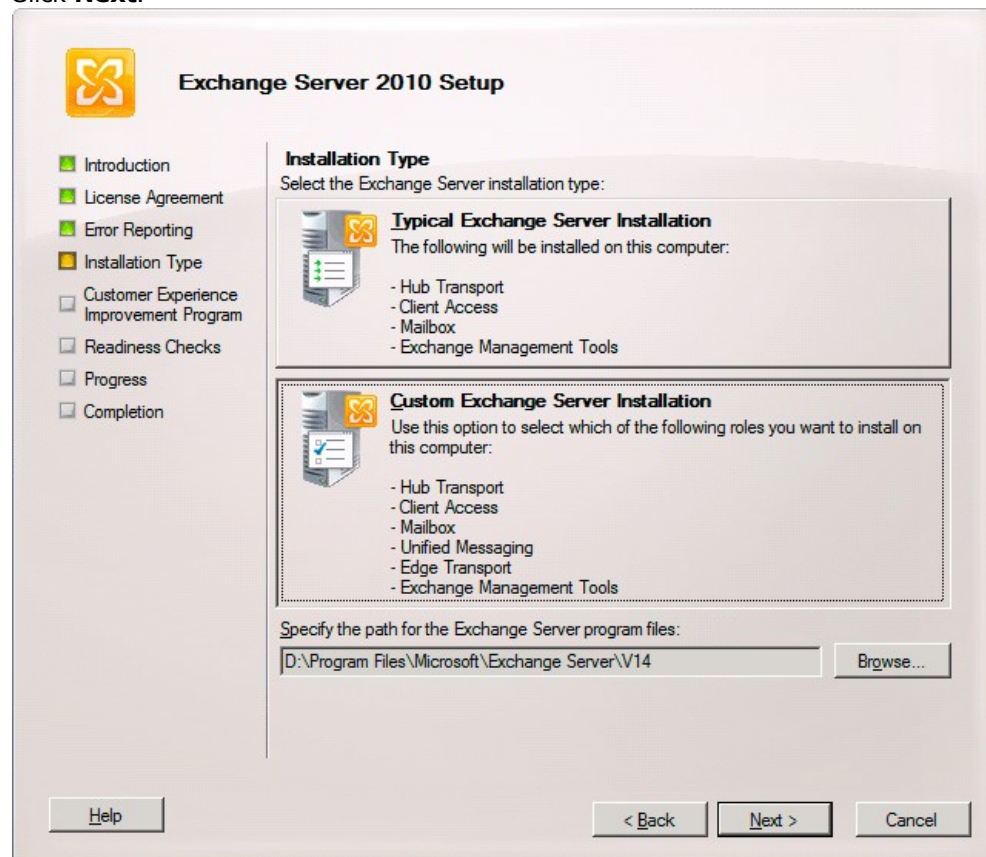 Click Next.
Exchange Server 2010 Setup
Introduction
License Agreement
Error Reporting
Installation Type
Customer Experience
Improvement Program
Readiness Checks
Progress
Completion
Installation Type
Select the Exchange Server installation type:
Typical Exchange Server Installation
The following will be installed on this computer:
- Hub Transport
- Client Access
- Mailbox
- Exchange Management Tools
Custom Exchange Server Installation
Use this option to select which of the following roles you want to install on
this computer:
- Hub Transport
- Client Access
- Mailbox
- Unified Messaging
- Edge Transport
- Exchange Management Tools
Specify the path for the Exchange Server program files:
D:\Program Files\Microsoft\Exchange Server\V14
Browse...
Help
< Back
Next >
Cancel